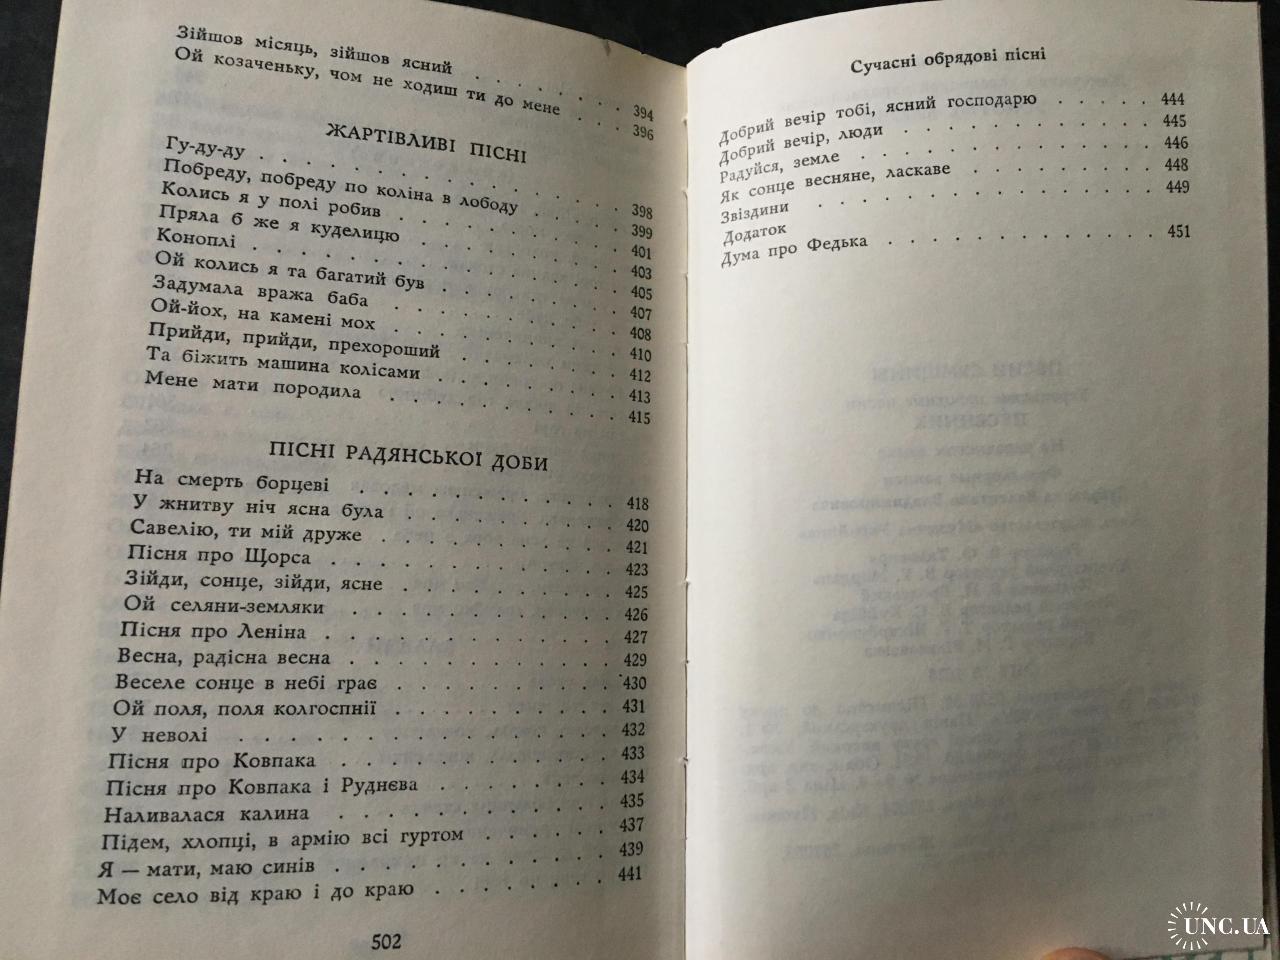 Зійшов місяць, зійшов ясний . . . . . . . . 394
Ой козаченьку, чом не ходиш ти до мене . . . 396
ЖАРТІВЛИВІ ПІСНІ
Гу-ду-ду . . . . . . . . . . . . . 398
Побреду, побреду по коліна в лободу . . . . 399
Колись я у полі робив . . . . . . . . . 401
Пряла б же я куделицю . . . . . . . . 403
Коноплі . . . . . . . . . . . . . 405
Ой колись я та багатий був . . . . . . . 407
Задумала вража баба . . . . . . . . . 408
Ой-йох, на камені мох . . . . . . . . . 410
Прийди, прийди, прехороший . . . . . . . 412
Та біжить машина колісами . . . . . . . 413
Мене мати породила . . . . . . . . . 415
ПІСНІ РАДЯНСЬКОЇ ДОБИ
На смерть борцеві . . . . . . . . . . 418
У жнитву ніч ясна була . . . . . . . . . 420
Савелію, ти мій друже . . . . . . . . . 421
Пісня про Щорса . . . . . . . . . . . 423
Зійди, сонце, зійди, ясне . . . . . . . . . 425
Ой селяни-земляки . . . . . . . . . . 426
Пісня про Леніна . . . . . . . . . . . 427
Весна, радісна весна . . . . . . . . . . 429
Веселе сонце в небі грає . . . . . . . . 430
Ой поля, поля колгоспнії . . . . . . . . 431
У неволі . . . . . . . . . . . . . 432
Пісня про Ковпака . . . . . . . . . . 433
Пісня про Ковпака і Руднєва . . . . . . . 434
Наливалася калина . . . . . . . . . . 435
Підем, хлопці, в армію всі гуртом . . . . . 437
Я — мати, маю синів . . . . . . . . . . 439
Моє село від краю і до краю . . . . . . . 441
502
Сучасні обрядові пісні
Добрий вечір тобі, ясний господарю . . . . . 444
Добрий вечір, люди . . . . . . . . . . 445
Радуйся, земле . . . . . . . . . . . . 446
Як сонце весняне, ласкаве . . . . . . . . 448
Звіздини . . . . . . . . . . . . . 449
Додаток
Дума про Федька . . . . . . . . . . . 451
UNC.UA